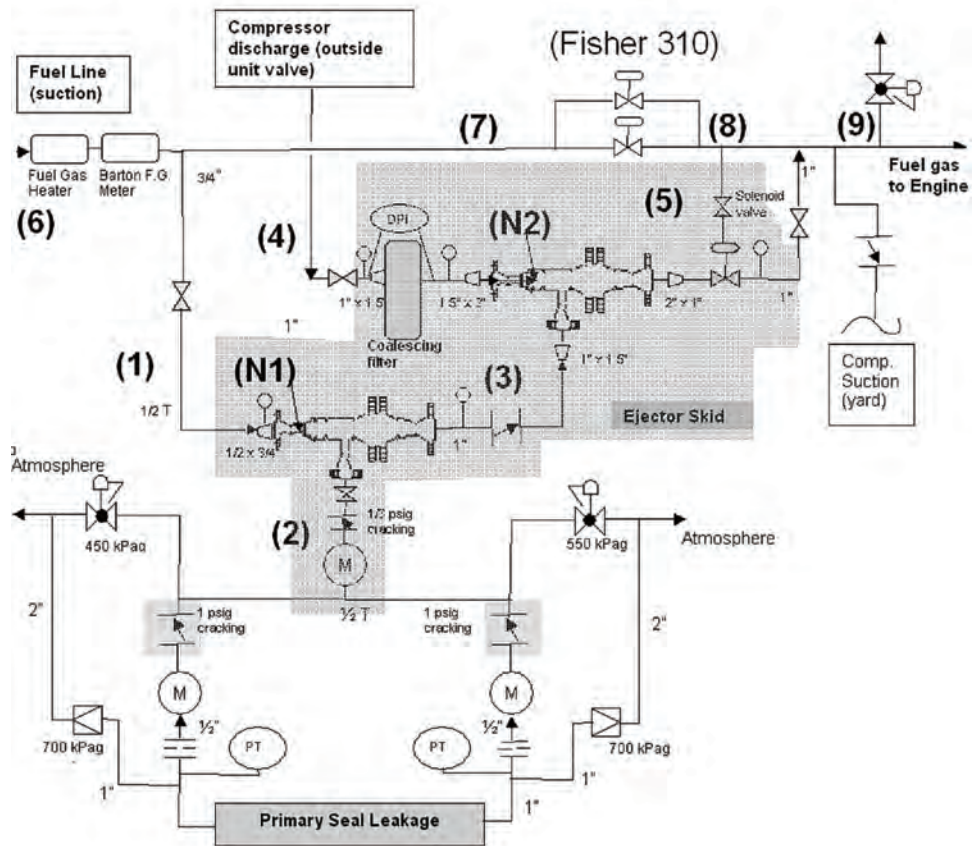 Compressor
discharge (outside
unit valve)
(Fisher 310)
Fuel Line
(suction)
(7)
(8)
(9)
Fuel Gas
Heater
Barton F.G.
Meter
3/4"
1"
Fuel gas
to Engine
(6)
(5)
Solenoid
valve
(4)
DPI
(N2)
1" x 1.5"
1.5" x 3"
2" x 1"
1"
1"
Coalescing
filter
(1)
(N1)
(3)
1" x 1.5"
Comp.
Suction
(yard)
1/2 T
1/2 x 3/4"
1"
Ejector Skid
Atmosphere
(2)
1/3 psig
cracking
450 kPag
550 kPag
Atmosphere
M
2"
1 psig
cracking
½ T
1 psig
cracking
2"
M
M
½"
½"
700 kPag
PT
PT
700 kPag
1"
1"
1"
1"
Primary Seal Leakage